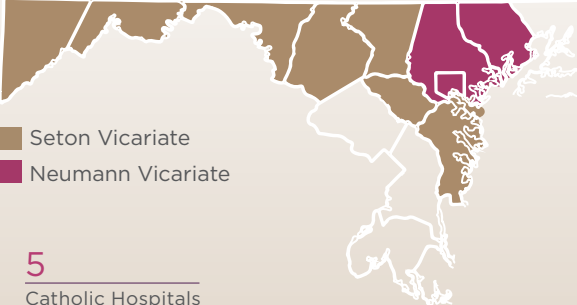 Seton Vicariate
Neumann Vicariate
5
Catholic Hospitals